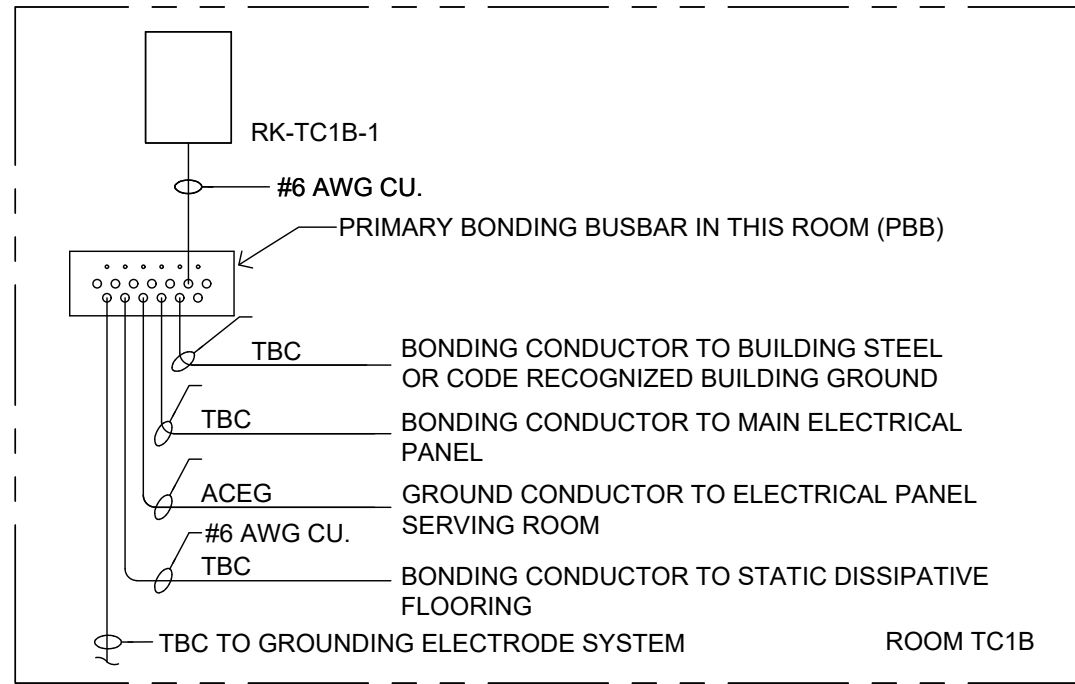 RK-TC1B-1
#6 AWG CU.
PRIMARY BONDING BUSBAR IN THIS ROOM (PBB)
TBC
BONDING CONDUCTOR TO BUILDING STEEL
OR CODE RECOGNIZED BUILDING GROUND
TBC
BONDING CONDUCTOR TO MAIN ELECTRICAL
PANEL
ACEG
GROUND CONDUCTOR TO ELECTRICAL PANEL
SERVING ROOM
#6 AWG CU.
TBC
BONDING CONDUCTOR TO STATIC DISSIPATIVE
FLOORING
TBC TO GROUNDING ELECTRODE SYSTEM
ROOM TC1B